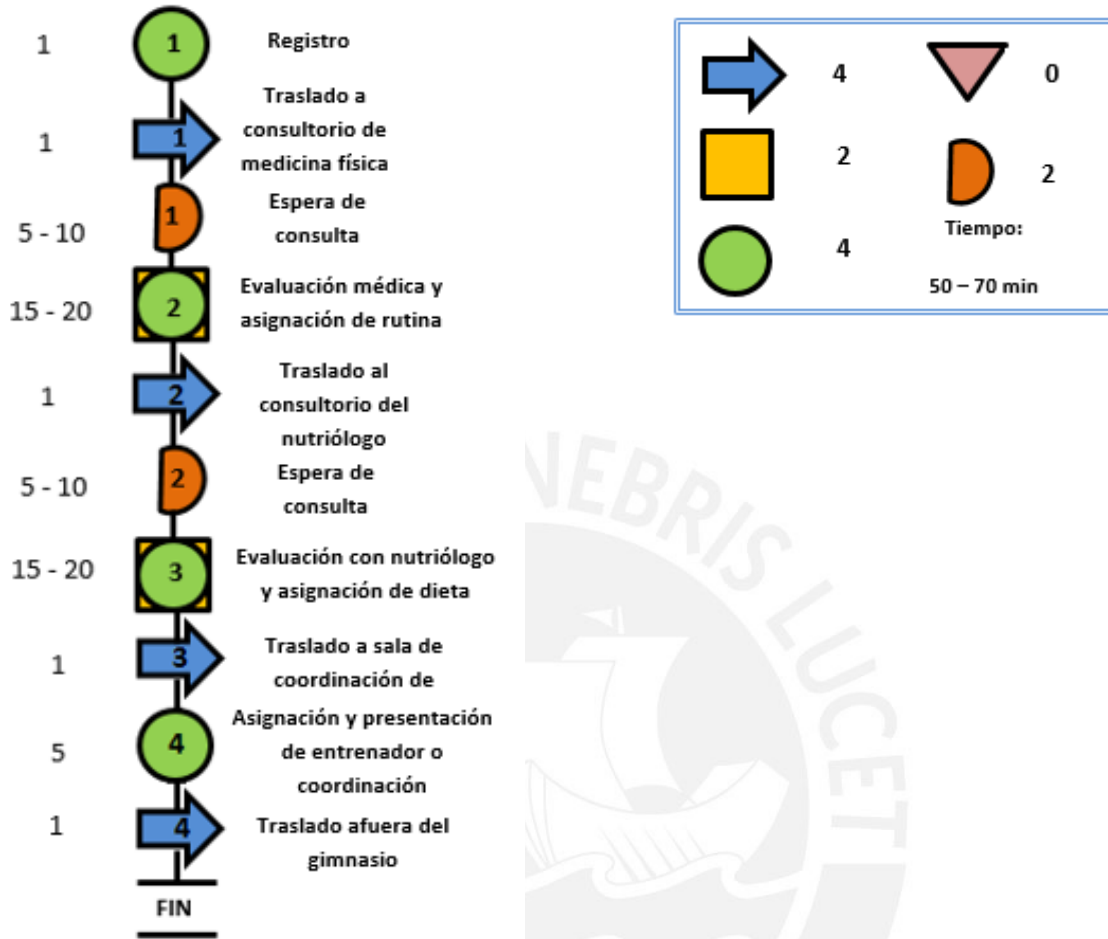 1
1
Registro
1
1
Traslado a
consultorio de
medicina física
5 - 10
1
Espera de
consulta
15 - 20
2
Evaluación médica y
asignación de rutina
1
2
Traslado al
consultorio del
nutriólogo
5 - 10
2
Espera de
consulta
15 - 20
3
Evaluación con nutriólogo
y asignación de dieta
1
3
Traslado a sala de
coordinación de
5
4
Asignación y presentación
de entrenador o
coordinación
1
4
Traslado afuera del
gimnasio
FIN
4
0
2
2
4
Tiempo:
50 – 70 min
NEBRIS LUCET